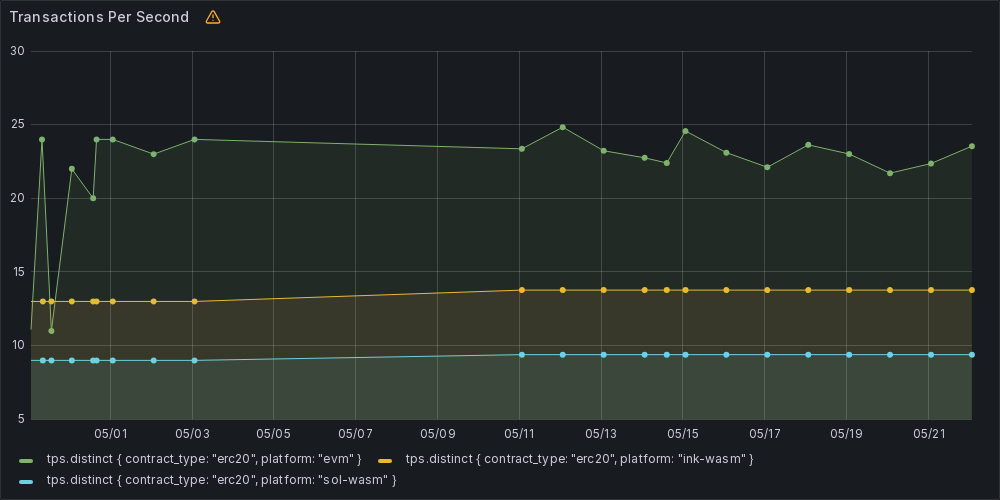 Transactions Per Second
30
25
20
15
10
5
05/01 05/03 05/05 05/07 05/09 05/11 05/13 05/15 05/17 05/19 05/21
tps.distinct { contract_type: "erc20", platform: "evm" } tps.distinct { contract_type: "erc20", platform: "ink-wasm" }
tps.distinct { contract_type: "erc20", platform: "sol-wasm" }